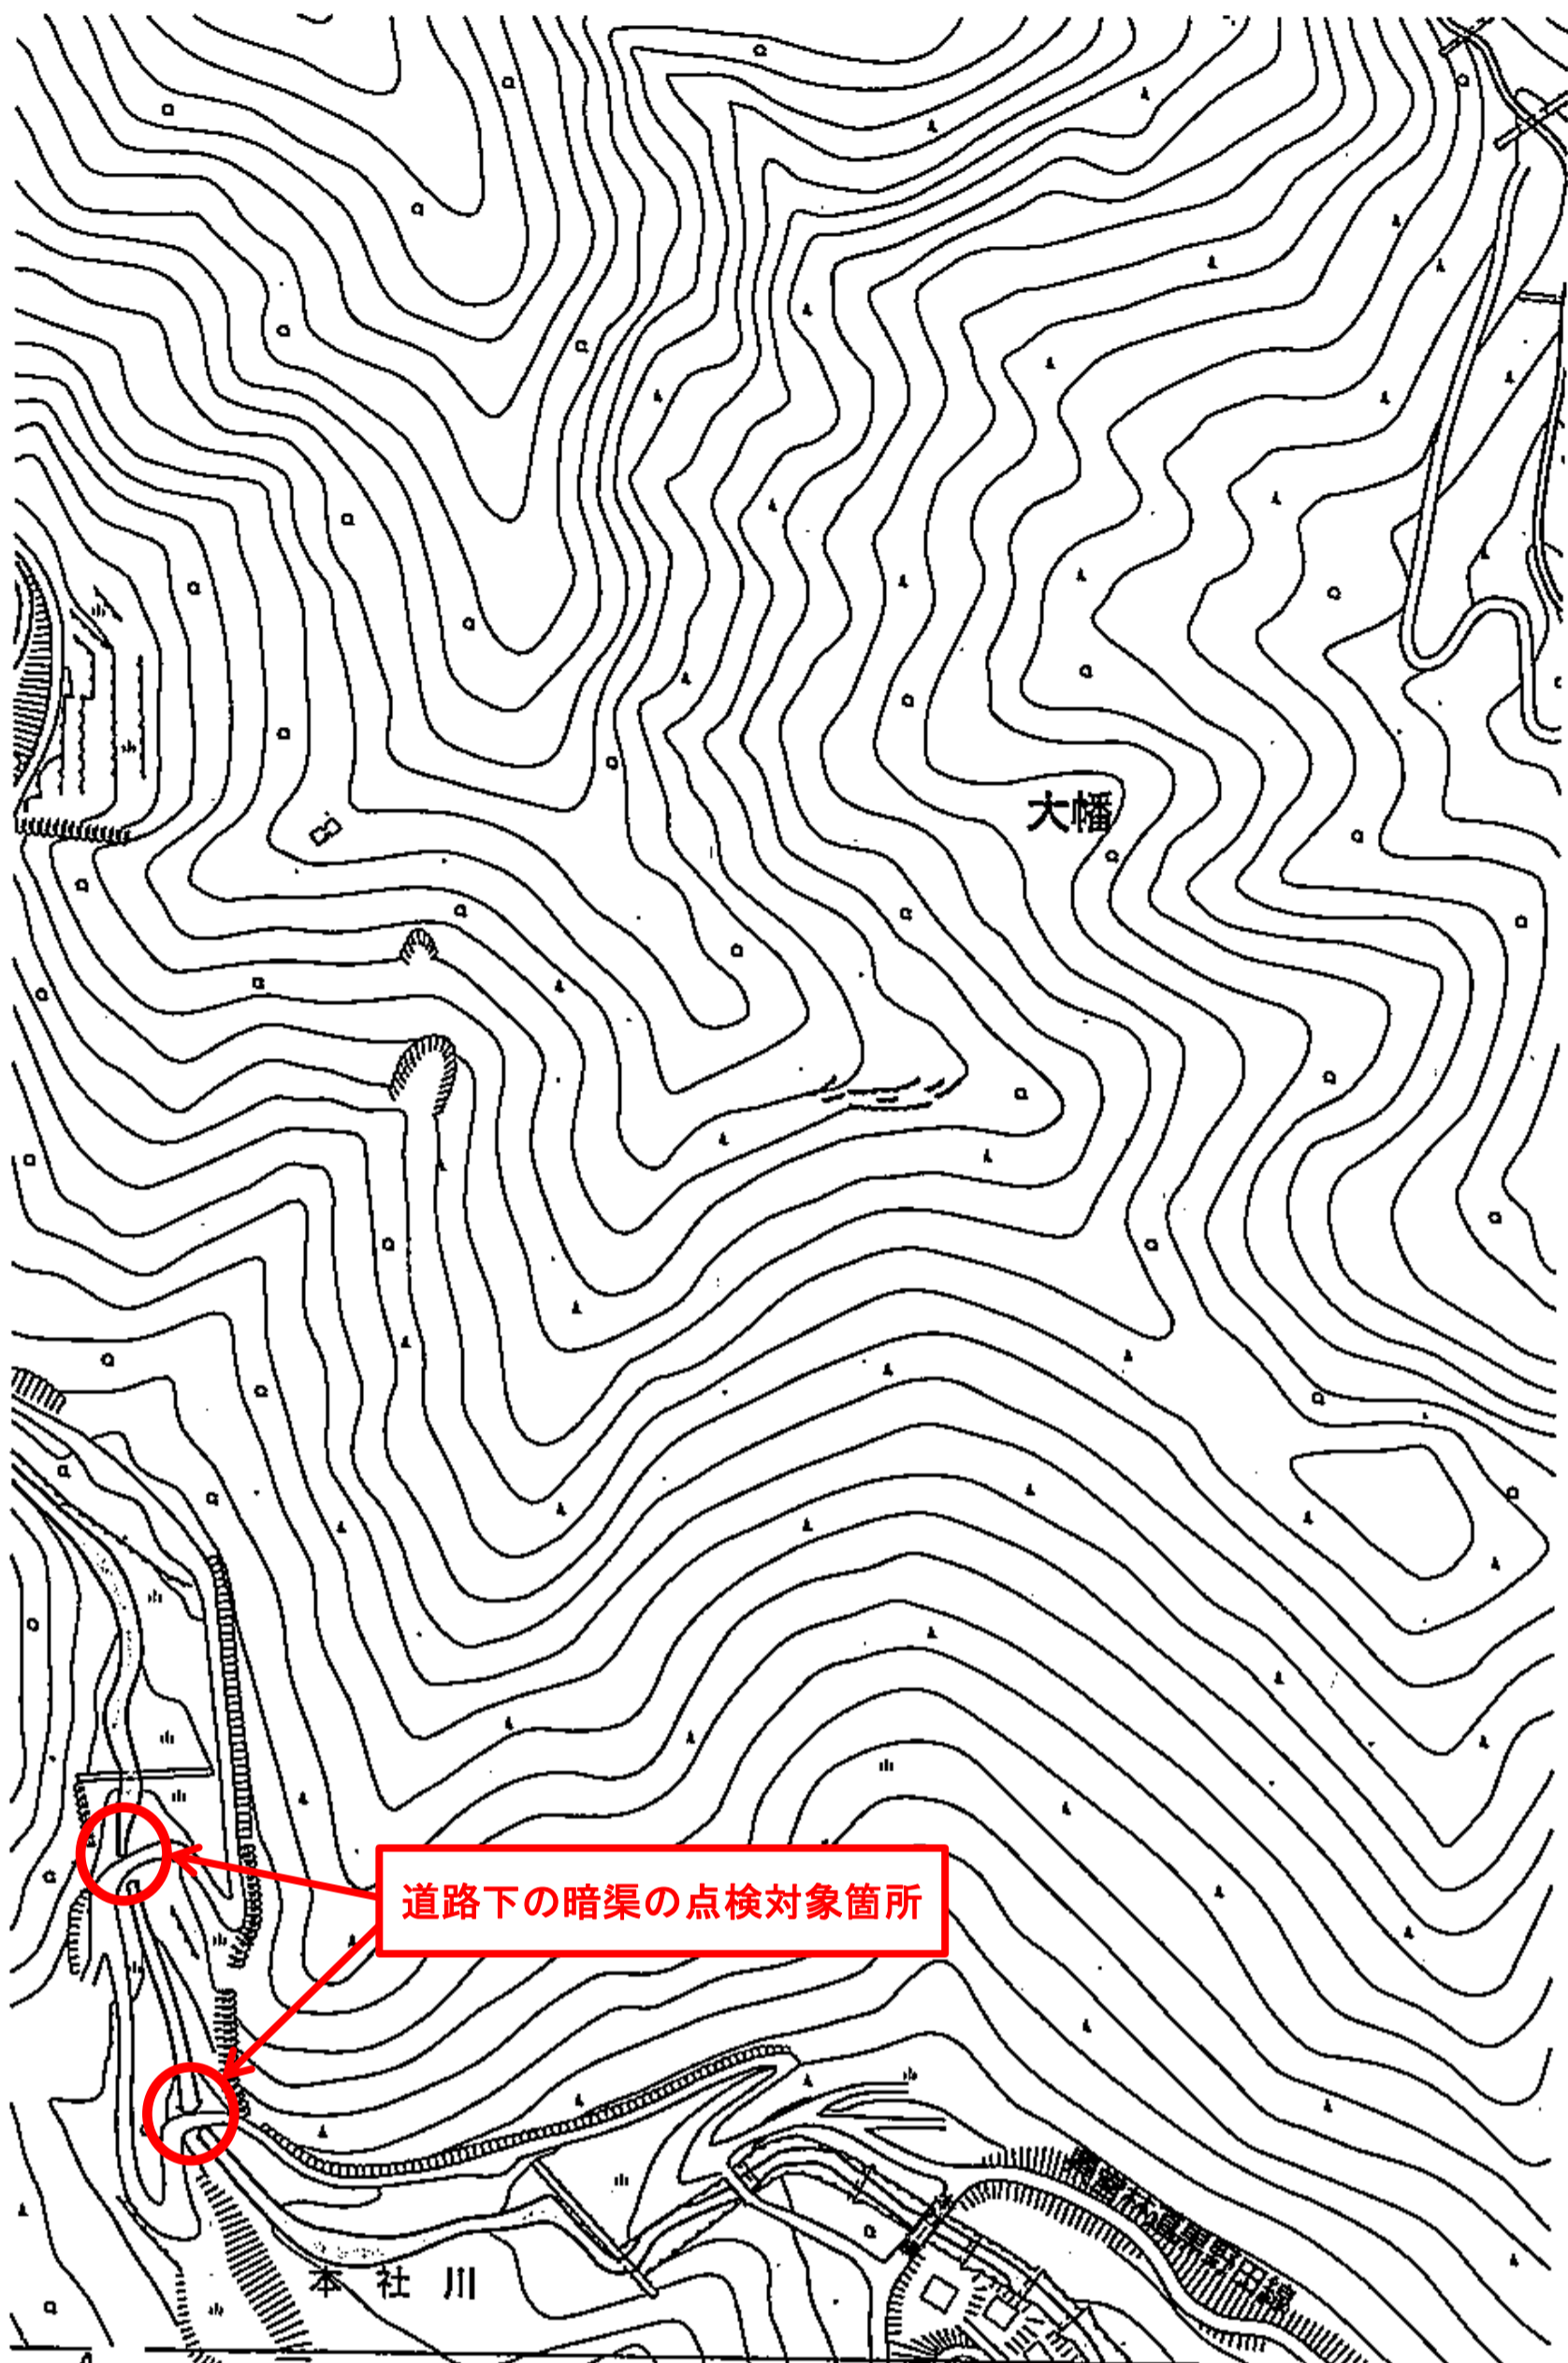 大幡
道路下の暗渠の点検対象箇所
本社川